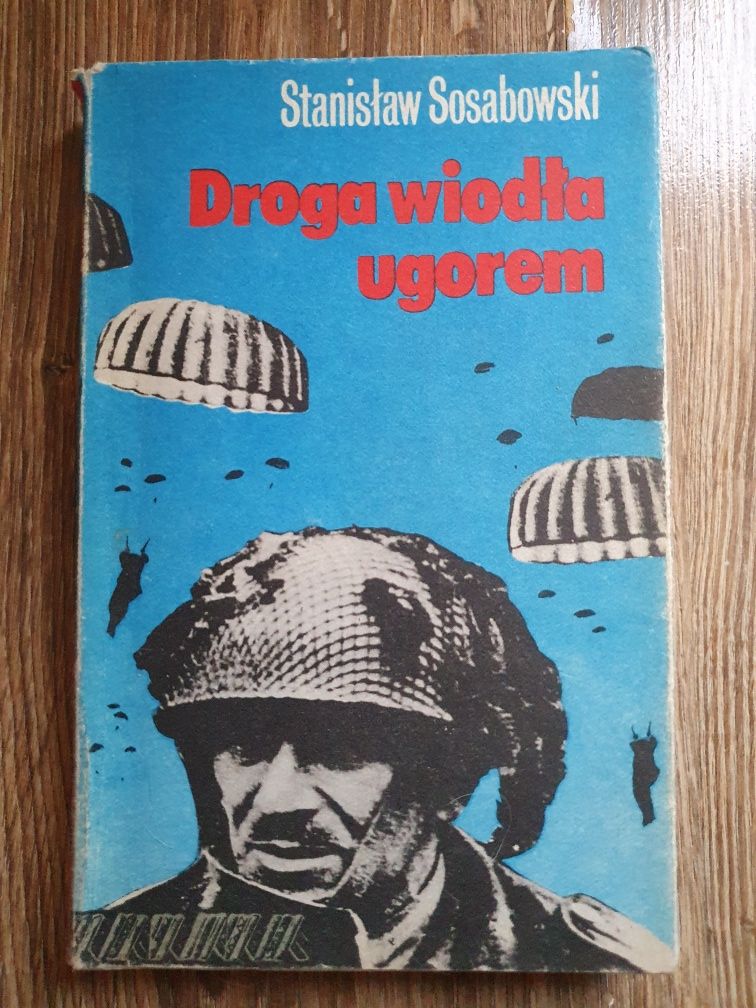 Stanisław Sosabowski
Droga wiodła
ugorem